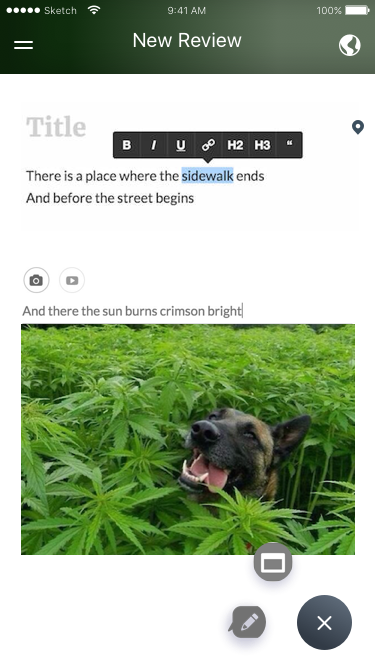 Sketch 9:41 AM 100%
New Review
Title
B I U H2 H3 “
There is a place where the sidewalk ends
And before the street begins
And there the sun burns crimson bright